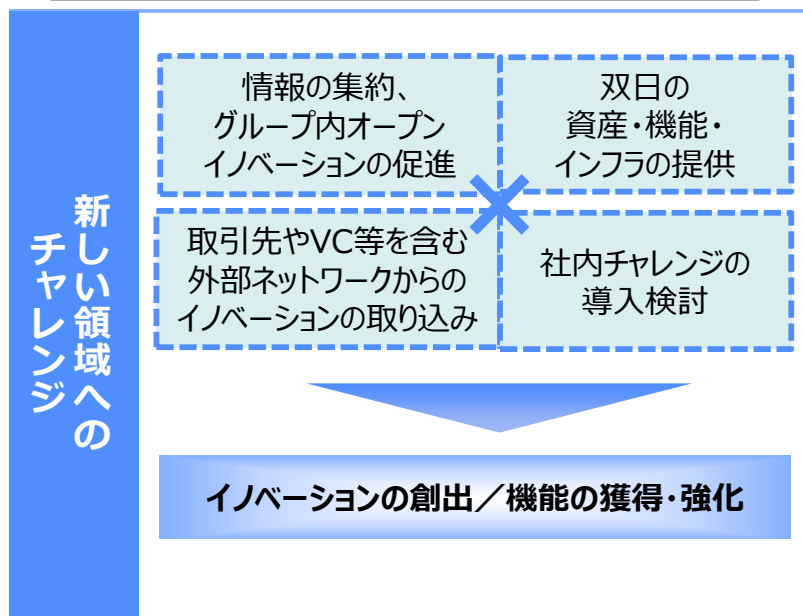 新しい領域への
チャレンジ
情報の集約、
グループ内オープン
イノベーションの促進
双日の
資産・機能・
インフラの提供
取引先やVC等を含む
外部ネットワークからの
イノベーションの取り込み
社内チャレンジの
導入検討
イノベーションの創出／機能の獲得・強化